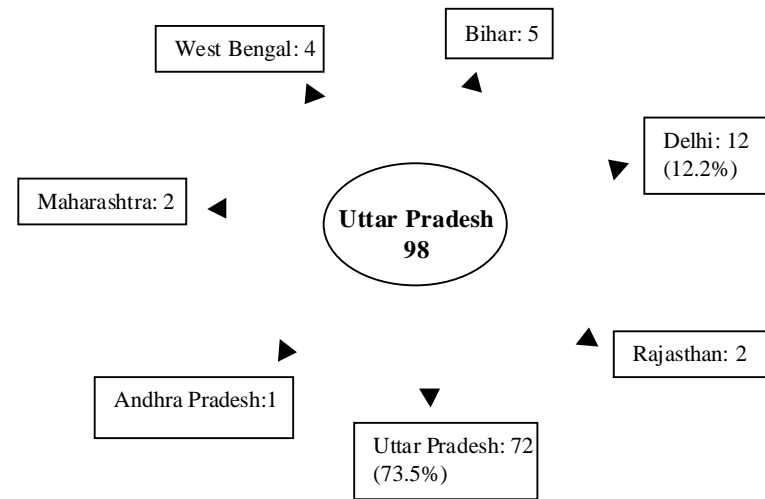 West Bengal: 4
Bihar: 5
Delhi: 12
(12.2%)
Maharashtra: 2
Uttar Pradesh
98
Rajasthan: 2
Andhra Pradesh:1
Uttar Pradesh: 72
(73.5%)